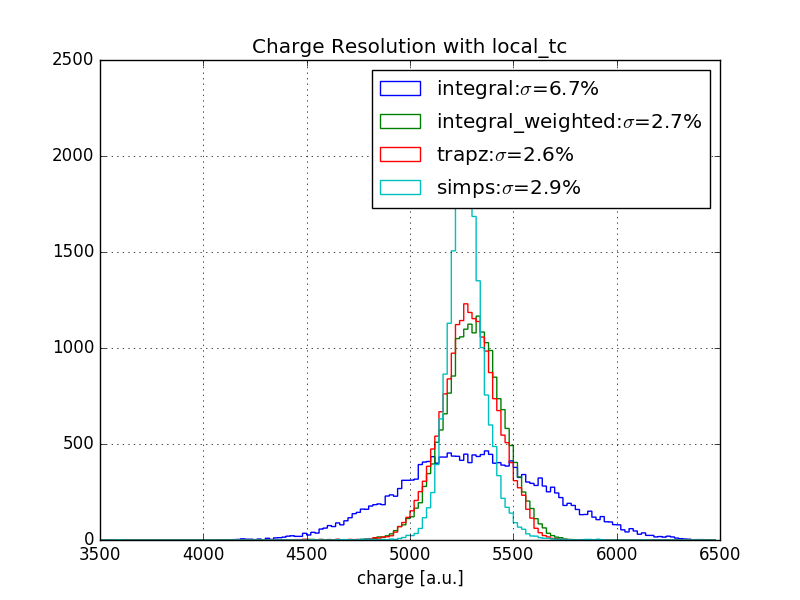 Charge Resolution with local_tc
2500
2000
1500
1000
500
0
integral:σ=6.7%
integral_weighted:σ=2.7%
trapz:σ=2.6%
simps:σ=2.9%
3500 4000 4500 5000 5500 6000 6500
charge [a.u.]